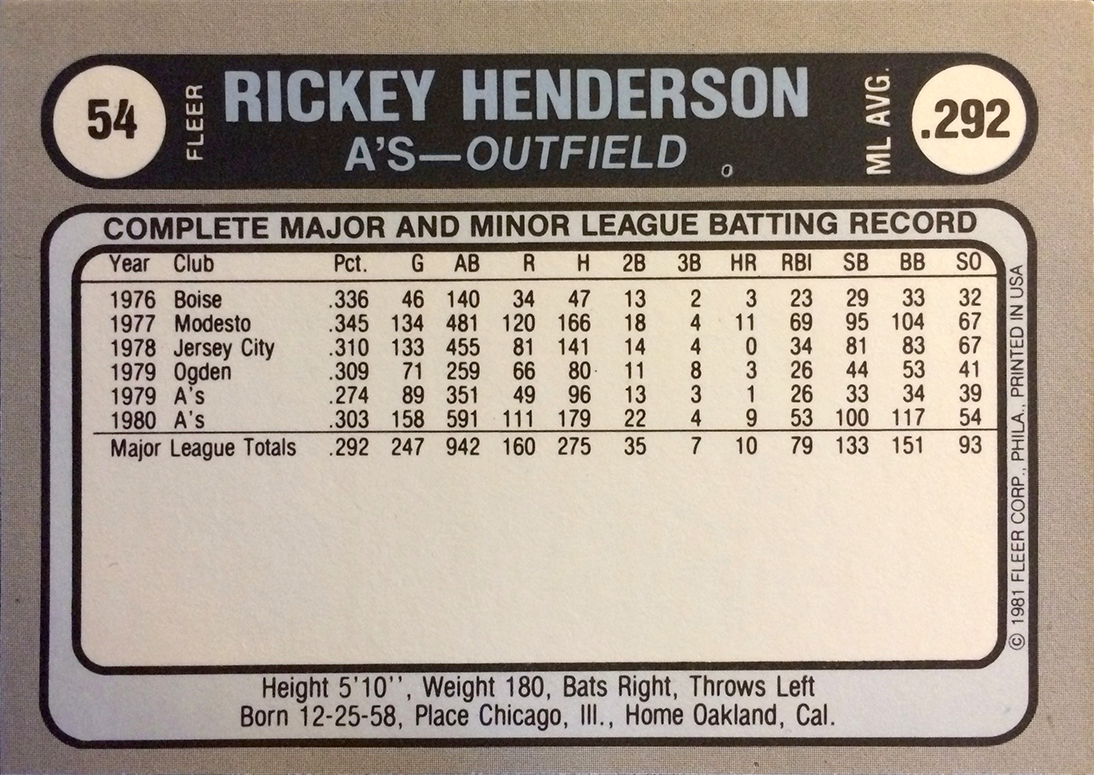 54 FLEER RICKEY HENDERSON ML AVG. .292
A'S—OUTFIELD
COMPLETE MAJOR AND MINOR LEAGUE BATTING RECORD
Year Club Pct. G AB R H 2B 3B HR RBI SB BB SO
1976 Boise .336 46 140 34 47 13 2 3 23 29 33 32
1977 Modesto .345 134 481 120 166 18 4 11 69 95 104 67
1978 Jersey City .310 133 455 81 141 14 4 0 34 81 83 67
1979 Ogden .309 71 259 66 80 11 8 3 26 44 53 41
1979 A's .274 89 351 49 96 13 3 1 26 33 34 39
1980 A's .303 158 591 111 179 22 4 9 53 100 117 54
Major League Totals .292 247 942 160 275 35 7 10 79 133 151 93
© 1981 FLEER CORP., PHILA., PRINTED IN USA
Height 5'10'', Weight 180, Bats Right, Throws Left
Born 12-25-58, Place Chicago, Ill., Home Oakland, Cal.